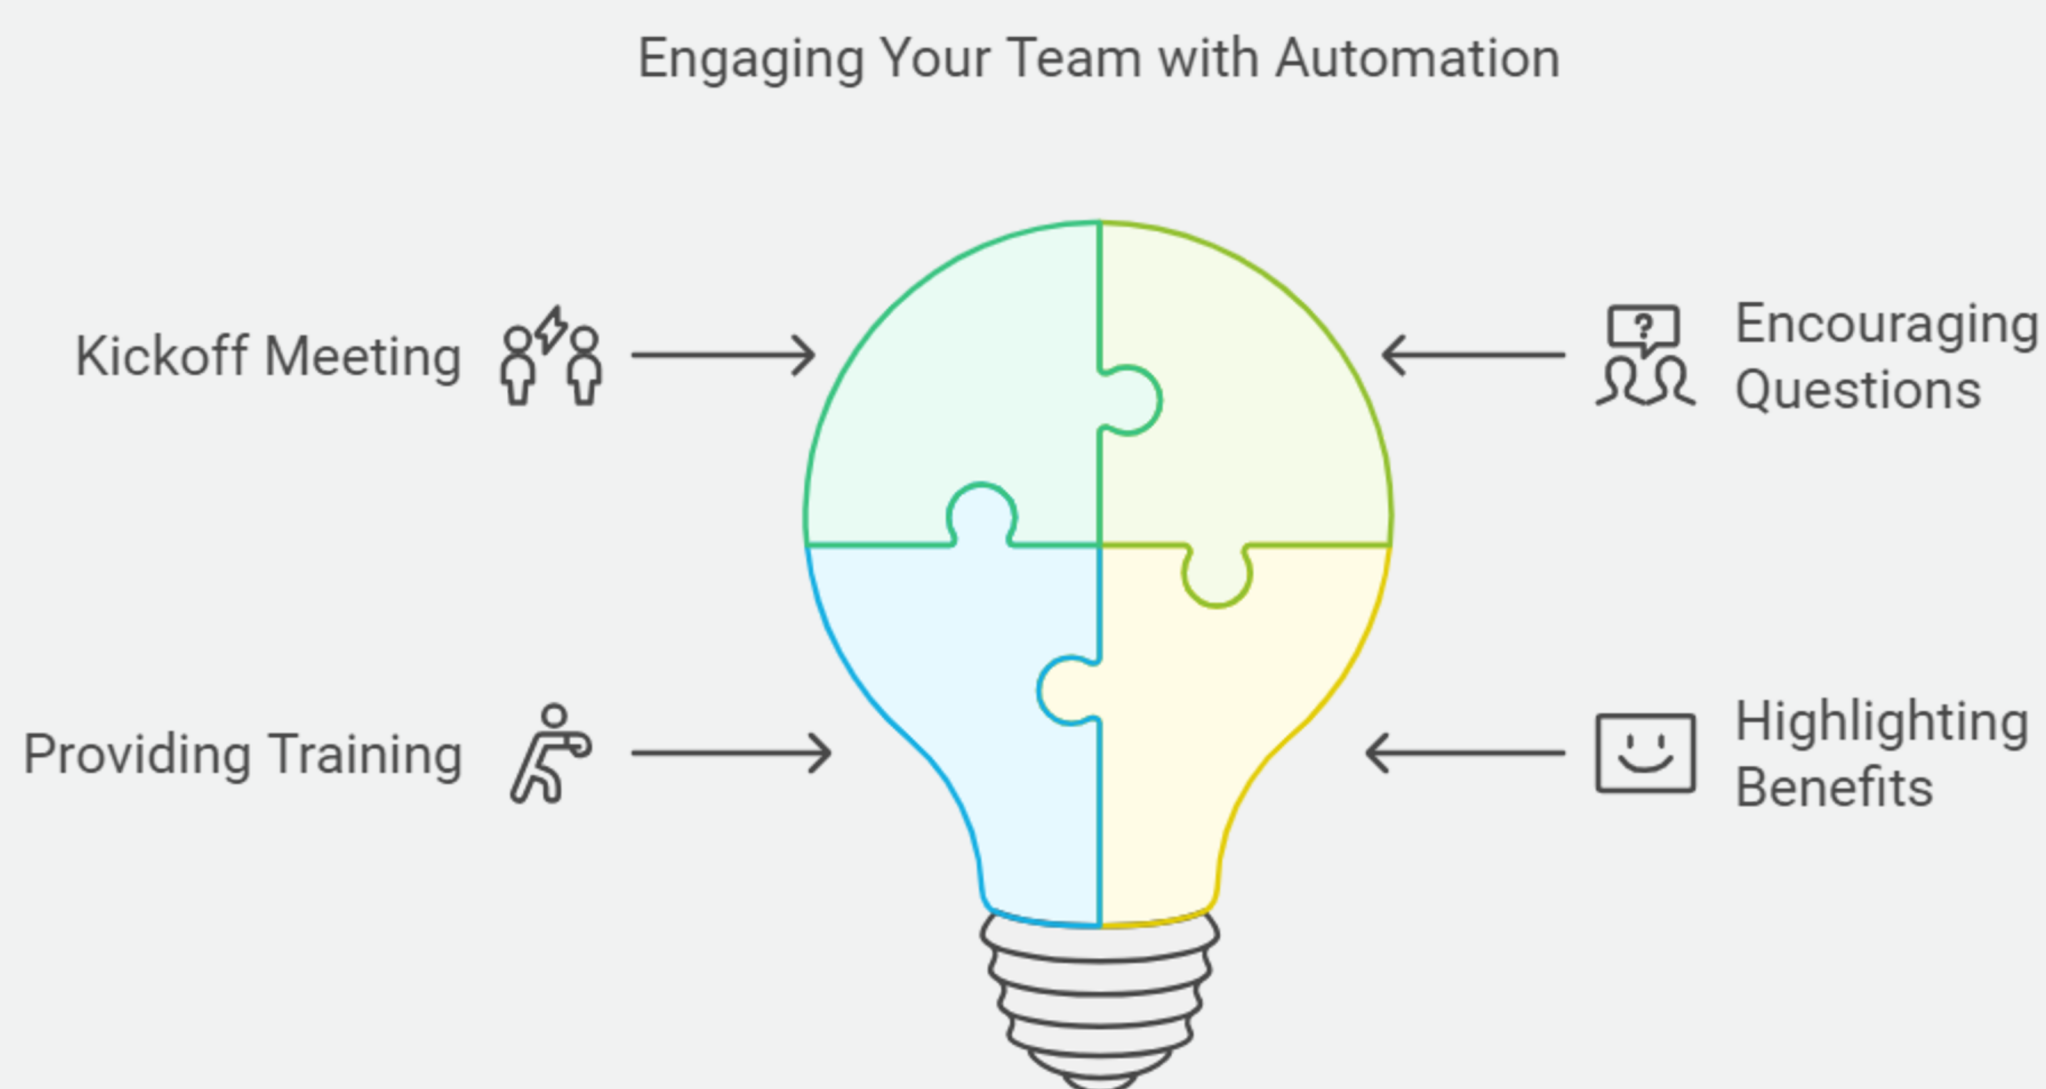 Engaging Your Team with Automation
Kickoff Meeting
?
Encouraging
Questions
Providing Training
Highlighting
Benefits